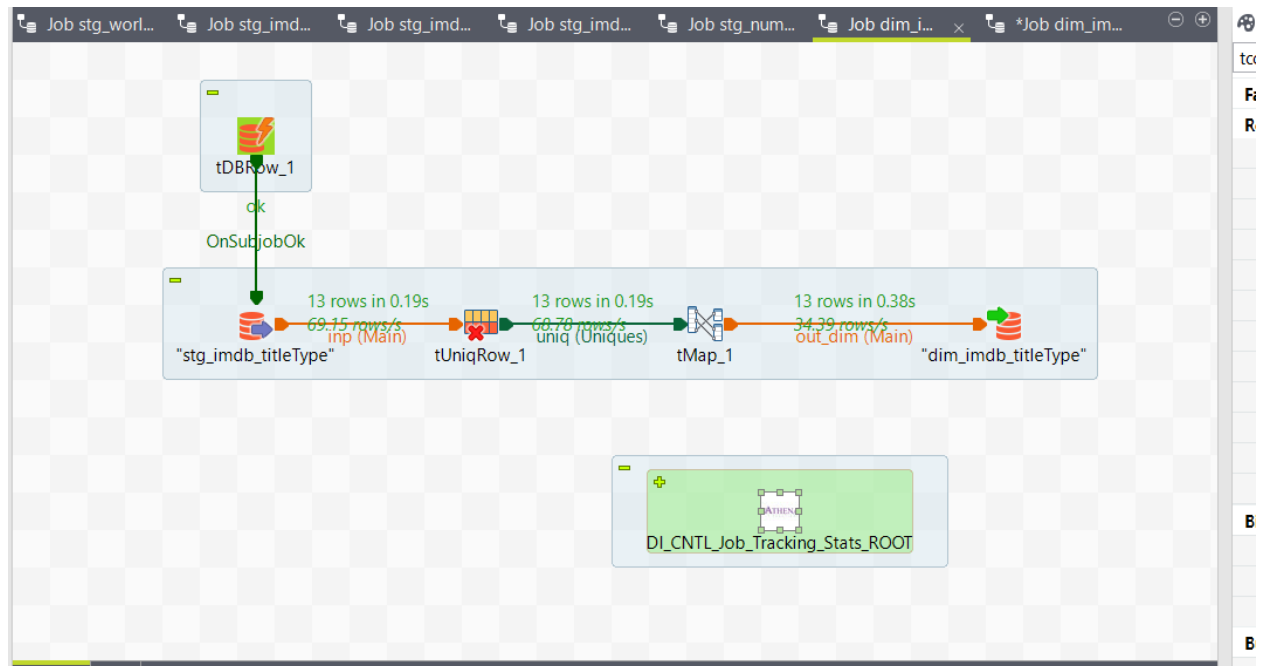 Job stg_worl... Job stg_imd... Job stg_imd... Job stg_imd... Job stg_num... Job dim_i... *Job dim_im...
tDBRow_1
ok
OnSubjobOk
13 rows in 0.19s 13 rows in 0.19s 13 rows in 0.38s
69.15 rows/s 68.78 rows/s 34.39 rows/s
inp (Main) uniq (Uniques) out_dim (Main)
"stg_imdb_titleType" tUniqRow_1 tMap_1 "dim_imdb_titleType"
ATHEN
DI_CNTL_Job_Tracking_Stats_ROOT